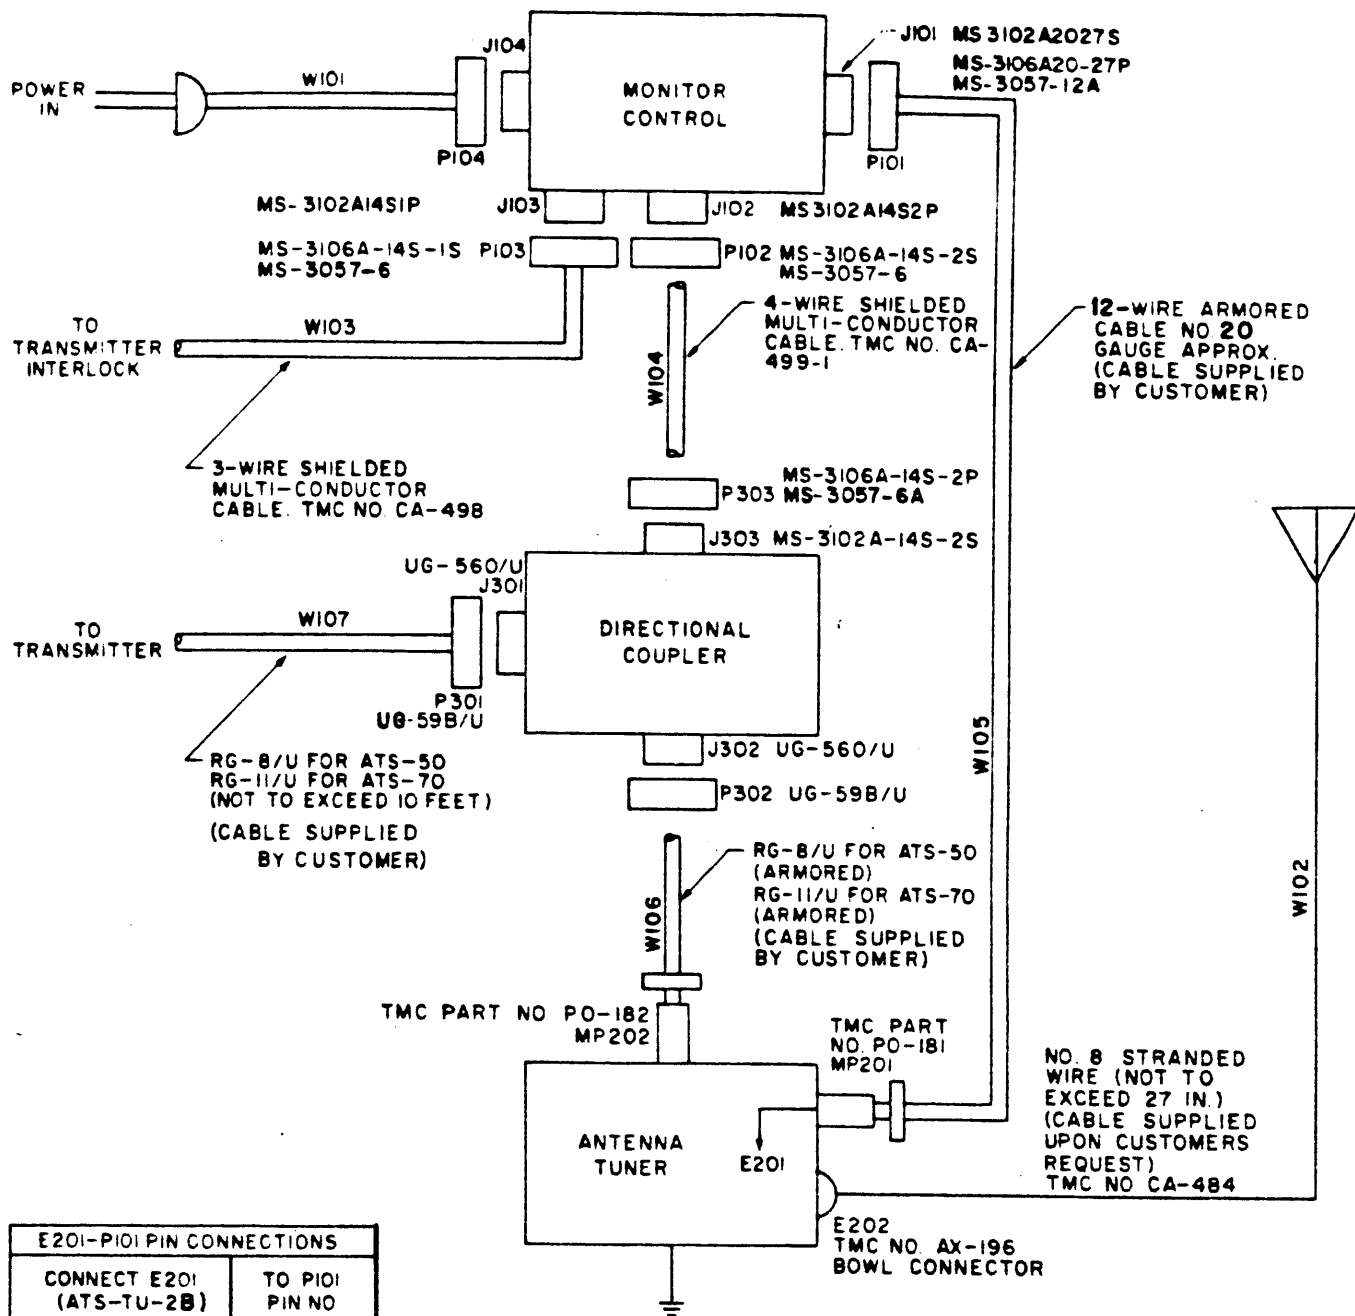 POWER
IN
W101
J104
P104
MONITOR
CONTROL
J101 MS3102A2027S
MS-3106A20-27P
MS-3057-12A
P101
MS-3102A14S1P
J103
J102 MS3102A14S2P
MS-3106A-14S-1S P103
MS-3057-6
P102 MS-3106A-14S-2S
MS-3057-6
TO
TRANSMITTER
INTERLOCK
W103
4-WIRE SHIELDED
MULTI-CONDUCTOR
CABLE. TMC NO. CA-
499-1
W104
12-WIRE ARMORED
CABLE NO. 20
GAUGE APPROX.
(CABLE SUPPLIED
BY CUSTOMER)
3-WIRE SHIELDED
MULTI-CONDUCTOR
CABLE. TMC NO. CA-498
MS-3106A-14S-2P
P303 MS-3057-6A
J303 MS-3102A-14S-2S
UG-560/U
J301
TO
TRANSMITTER
W107
P301
UG-59B/U
DIRECTIONAL
COUPLER
J302 UG-560/U
P302 UG-59B/U
RG-8/U FOR ATS-50
RG-11/U FOR ATS-70
(NOT TO EXCEED 10 FEET)
(CABLE SUPPLIED
BY CUSTOMER)
W105
W106
RG-8/U FOR ATS-50
(ARMORED)
RG-11/U FOR ATS-70
(ARMORED)
(CABLE SUPPLIED
BY CUSTOMER)
W102
TMC PART NO PO-182
MP202
TMC PART
NO. PO-181
MP201
ANTENNA
TUNER
E201
NO. 8 STRANDED
WIRE (NOT TO
EXCEED 27 IN.)
(CABLE SUPPLIED
UPON CUSTOMERS
REQUEST)
TMC NO CA-484
E202
TMC NO. AX-196
BOWL CONNECTOR
E201-P101 PIN CONNECTIONS
CONNECT E201
(ATS-TU-2B)
TO P101
PIN NO